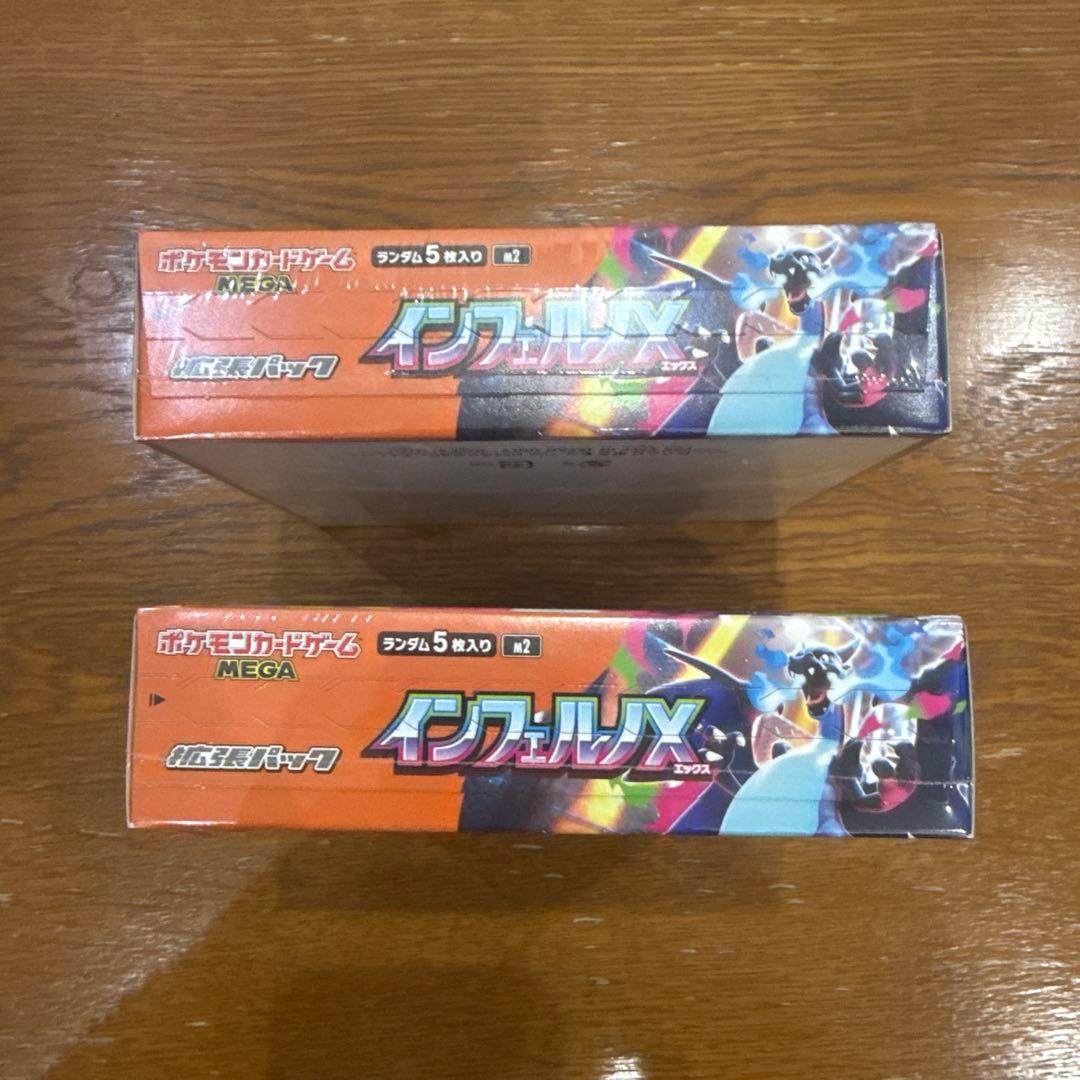 ポケモンカードゲーム
MEGA
ランダム5枚入り
M2
インフェルノX
エックス
拡張パック
ポケモンカードゲーム
MEGA
ランダム5枚入り
M2
インフェルノX
エックス
拡張パック